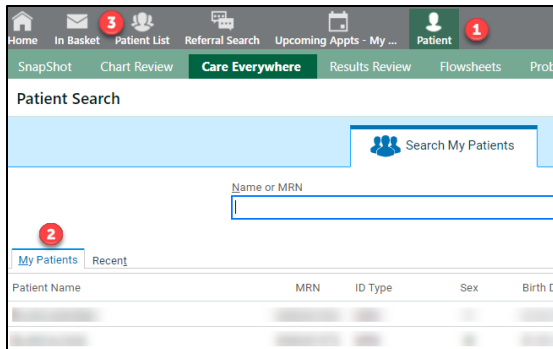 3
1
Home In Basket Patient List Referral Search Upcoming Appts - My ... Patient
SnapShot Chart Review Care Everywhere Results Review Flowsheets Prob
Patient Search
Search My Patients
Name or MRN
2
My Patients Recent
Patient Name MRN ID Type Sex Birth D